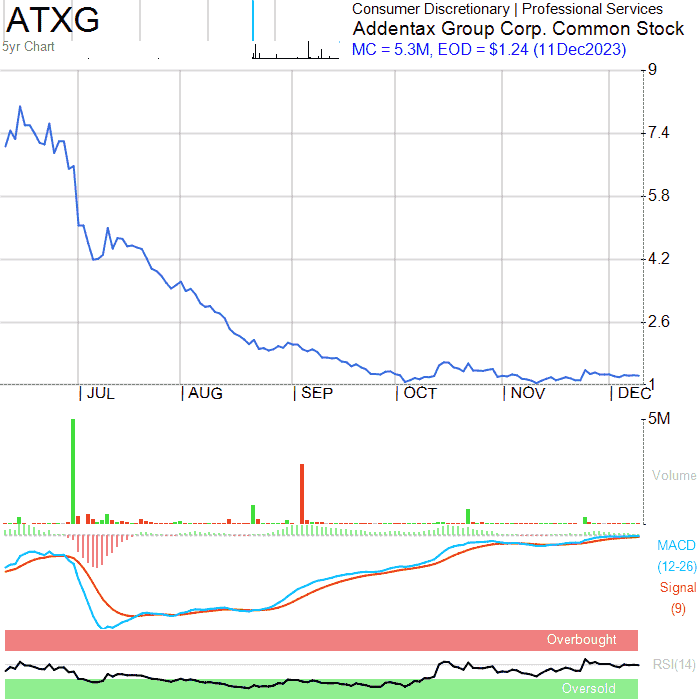 ATXG
5yr Chart
Consumer Discretionary | Professional Services
Addentax Group Corp. Common Stock
MC = 5.3M, EOD = $1.24 (11Dec2023)
9
7.4
5.8
4.2
2.6
1
| JUL | AUG | SEP | OCT | NOV | DEC
5M
Volume
MACD
(12-26)
Signal
(9)
Overbought
RSI(14)
Oversold